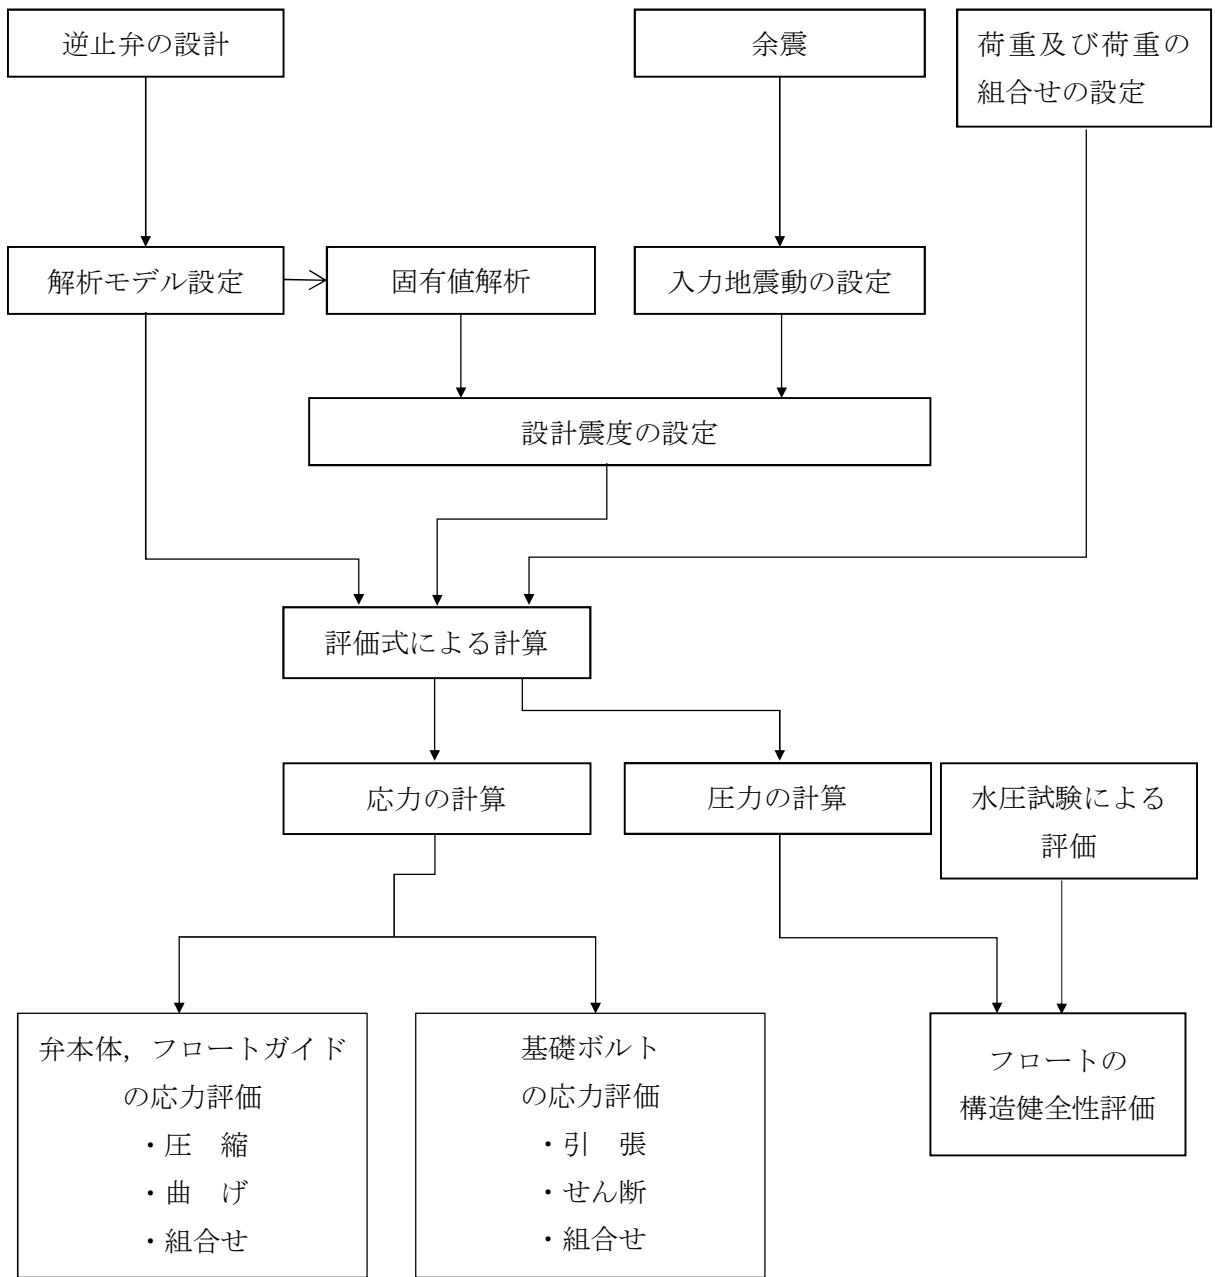 逆止弁の設計
余震
荷重及び荷重の
組合せの設定
解析モデル設定
固有値解析
入力地震動の設定
設計震度の設定
評価式による計算
応力の計算
圧力の計算
水圧試験による
評価
弁本体，フロートガイド
の応力評価
・圧　縮
・曲　げ
・組合せ
基礎ボルト
の応力評価
・引　張
・せん断
・組合せ
フロートの
構造健全性評価